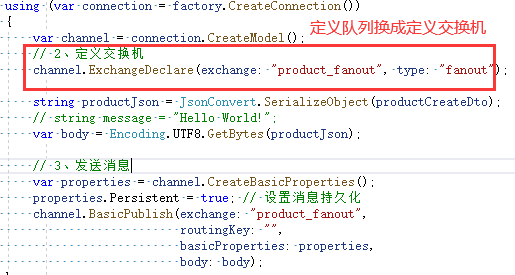 using (var connection = factory.CreateConnection())
定义队列换成定义交换机
{
var channel = connection.CreateModel();
// 2、定义交换机
channel.ExchangeDeclare(exchange: "product_fanout", type: "fanout");
string productJson = JsonConvert.SerializeObject(productCreateDto);
// string message = "Hello World!";
var body = Encoding.UTF8.GetBytes(productJson);
// 3、发送消息
var properties = channel.CreateBasicProperties();
properties.Persistent = true; // 设置消息持久化
channel.BasicPublish(exchange: "product_fanout",
routingKey: "",
basicProperties: properties,
body: body);